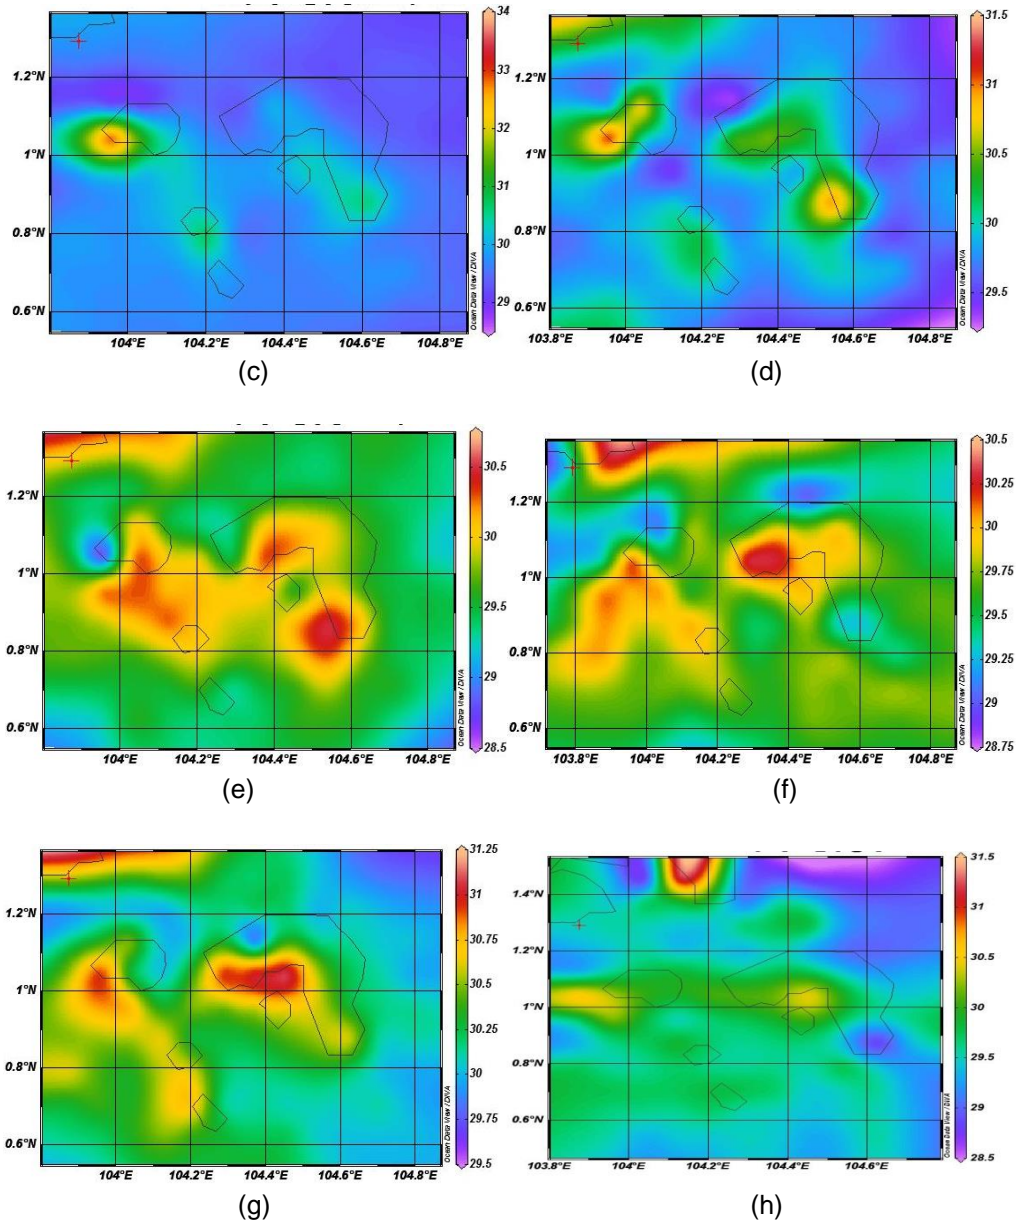 34
33
32
31
30
29
1.2°N
1°N
0.8°N
0.6°N
104°E 104.2°E 104.4°E 104.6°E 104.8°E
Ocean Data View / DIVA
(c)
31.5
31
30.5
30
29.5
1.2°N
1°N
0.8°N
0.6°N
103.8°E 104°E 104.2°E 104.4°E 104.6°E 104.8°E
Ocean Data View / DIVA
(d)
30.5
30
29.5
29
28.5
1.2°N
1°N
0.8°N
0.6°N
104°E 104.2°E 104.4°E 104.6°E 104.8°E
Ocean Data View / DIVA
(e)
30.5
30.25
30
29.75
29.5
29.25
29
28.75
1.2°N
1°N
0.8°N
0.6°N
103.8°E 104°E 104.2°E 104.4°E 104.6°E 104.8°E
Ocean Data View / DIVA
(f)
31.25
31
30.75
30.5
30.25
30
29.75
29.5
1.2°N
1°N
0.8°N
0.6°N
104°E 104.2°E 104.4°E 104.6°E 104.8°E
Ocean Data View / DIVA
(g)
31.5
31
30.5
30
29.5
29
28.5
1.4°N
1.2°N
1°N
0.8°N
0.6°N
103.8°E 104°E 104.2°E 104.4°E 104.6°E
Ocean Data View / DIVA
(h)